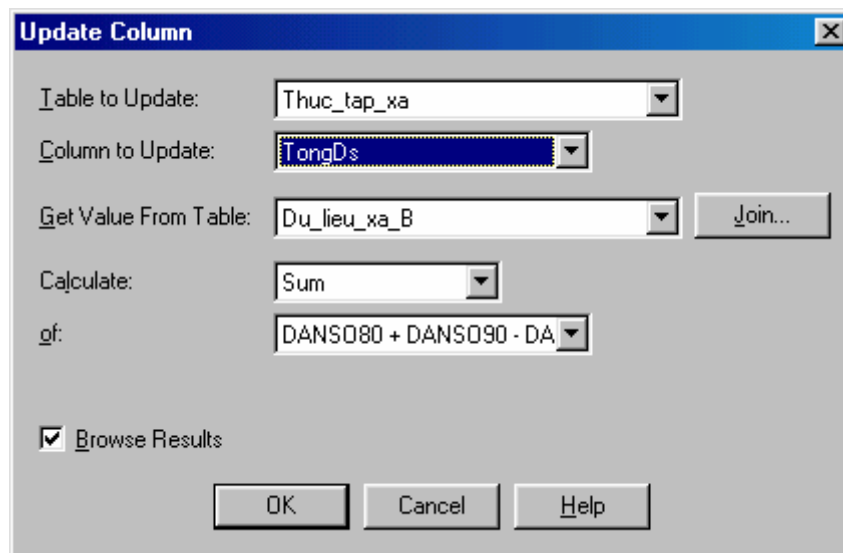 Update Column
Table to Update: Thuc_tap_xa
Column to Update: TongDs
Get Value From Table: Du_lieu_xa_B Join...
Calculate: Sum
of: DANSO80 + DANSO90 - DA
Browse Results
OK Cancel Help